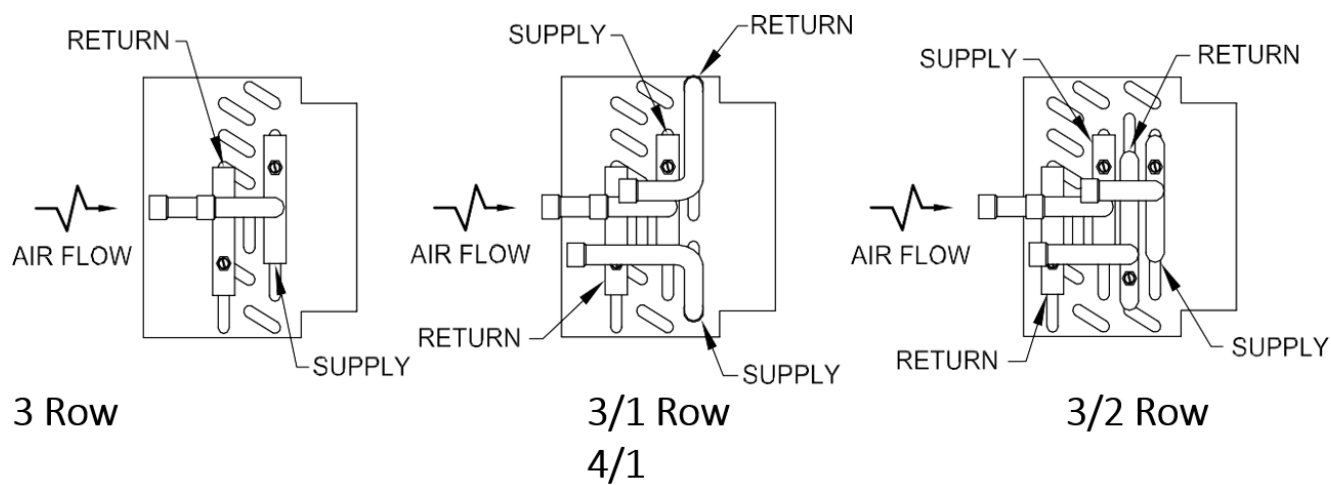 RETURN
AIR FLOW
SUPPLY
3 Row
SUPPLY
RETURN
AIR FLOW
RETURN
SUPPLY
3/1 Row
4/1
SUPPLY
RETURN
AIR FLOW
RETURN
SUPPLY
3/2 Row